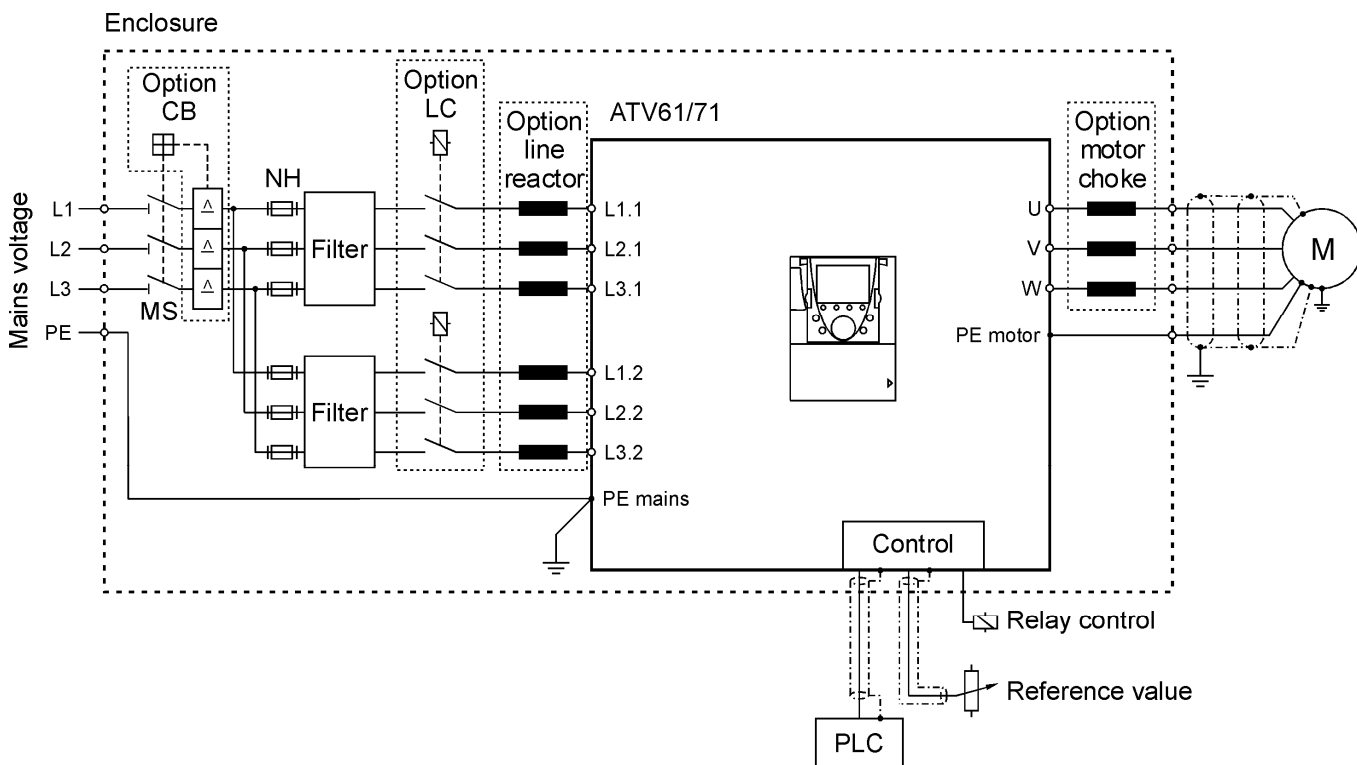 Enclosure
Option
CB
Option
LC
Option
line
reactor
ATV61/71
Option
motor
choke
Mains voltage
L1
L2
L3
PE
MS
NH
Filter
Filter
L1.1
L2.1
L3.1
L1.2
L2.2
L3.2
PE mains
U
V
W
PE motor
M
Control
Relay control
Reference value
PLC